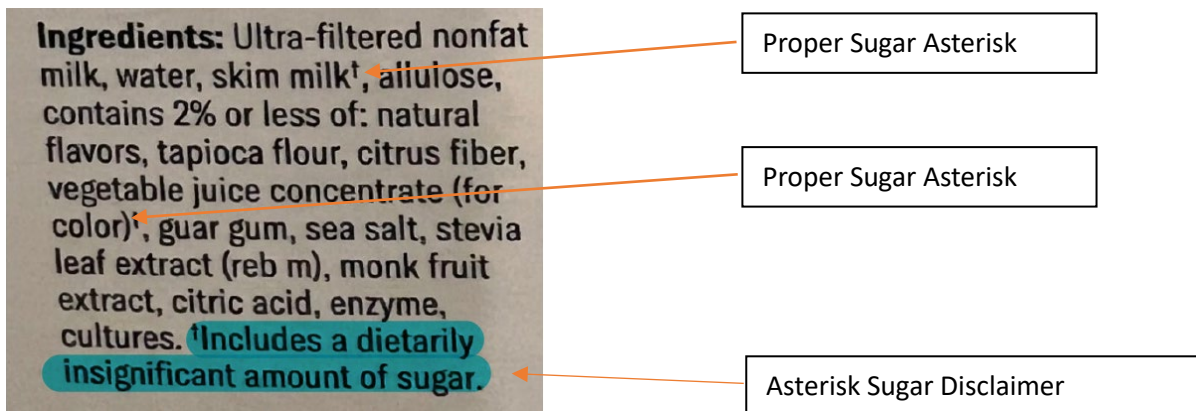 Ingredients: Ultra-filtered nonfat
milk, water, skim milk†, allulose,
contains 2% or less of: natural
flavors, tapioca flour, citrus fiber,
vegetable juice concentrate (for
color)†, guar gum, sea salt, stevia
leaf extract (reb m), monk fruit
extract, citric acid, enzyme,
cultures. †Includes a dietarily
insignificant amount of sugar.
Proper Sugar Asterisk
Proper Sugar Asterisk
Asterisk Sugar Disclaimer